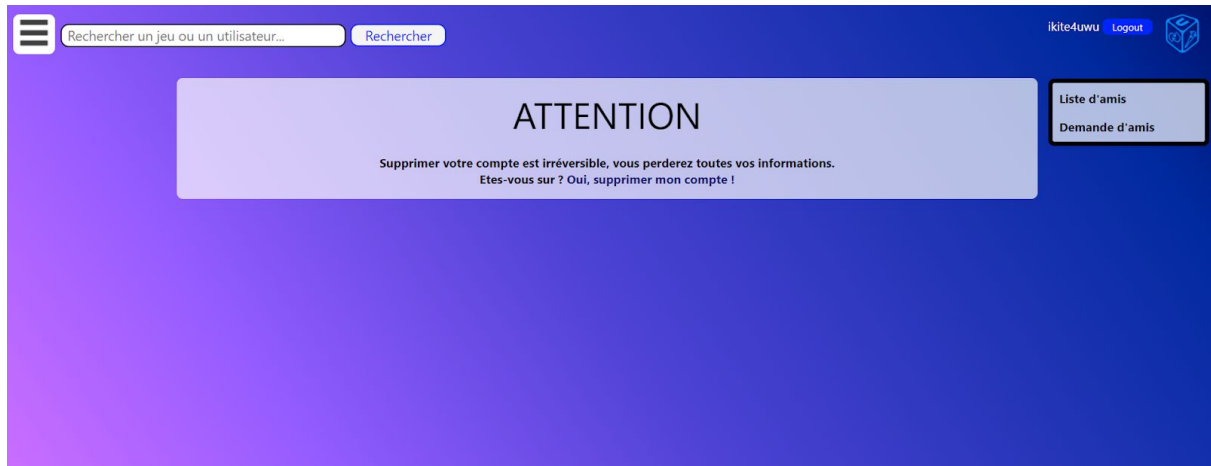 Rechercher un jeu ou un utilisateur...
Rechercher
ikite4uwu
Logout
ATTENTION
Supprimer votre compte est irréversible, vous perderez toutes vos informations.
Etes-vous sur ? Oui, supprimer mon compte !
Liste d'amis
Demande d'amis